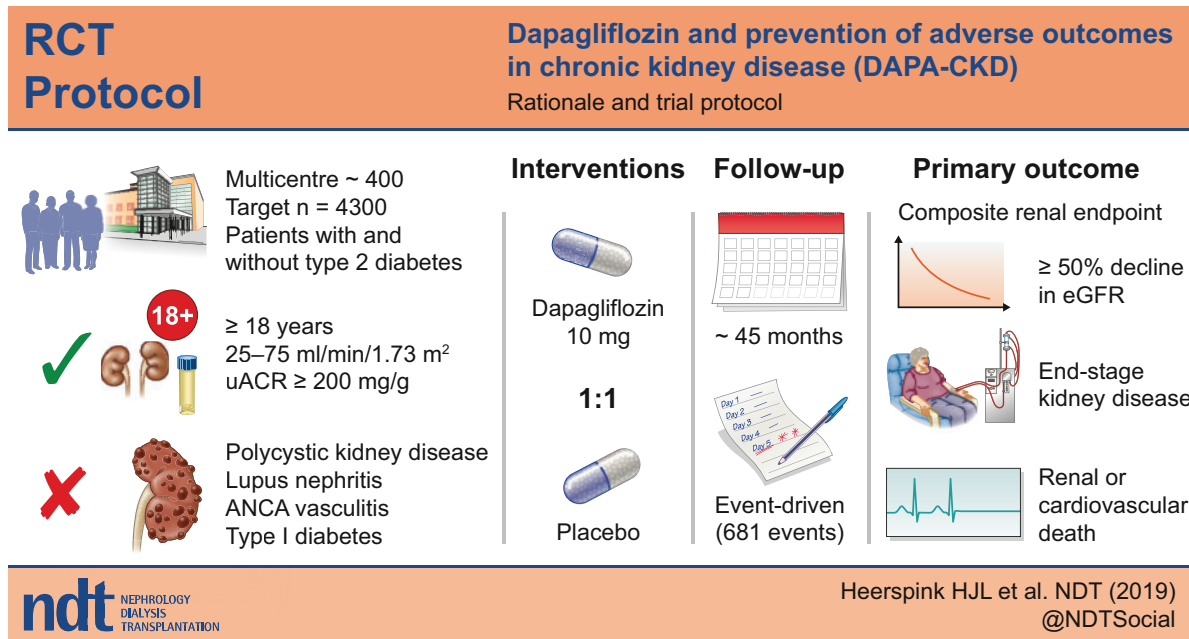 RCT
Protocol
Dapagliflozin and prevention of adverse outcomes
in chronic kidney disease (DAPA-CKD)
Rationale and trial protocol
Multicentre ~ 400
Target n = 4300
Patients with and
without type 2 diabetes
18+
≥ 18 years
25–75 ml/min/1.73 m²
uACR ≥ 200 mg/g
Polycystic kidney disease
Lupus nephritis
ANCA vasculitis
Type I diabetes
Interventions
Dapagliflozin
10 mg
1:1
Placebo
Follow-up
~ 45 months
Day 1
Day 2
Day 3
Day 4
Day 5
Event-driven
(681 events)
Primary outcome
Composite renal endpoint
≥ 50% decline
in eGFR
End-stage
kidney disease
Renal or
cardiovascular
death
ndt
NEPHROLOGY
DIALYSIS
TRANSPLANTATION
Heerspink HJL et al. NDT (2019)
@NDTSocial